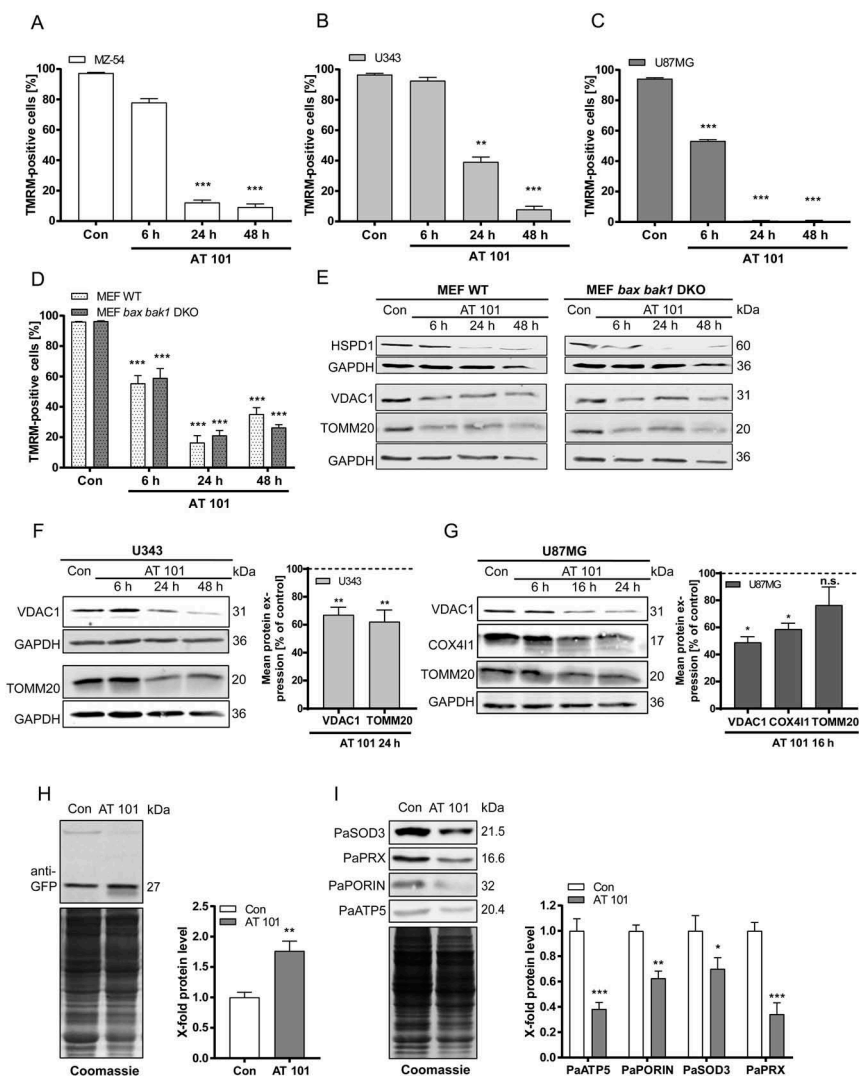 A
MZ-54
TMRM-positive cells [%]
100
80
60
40
20
0
Con 6 h 24 h 48 h
*** ***
AT 101
B
U343
TMRM-positive cells [%]
100
80
60
40
20
0
Con 6 h 24 h 48 h
** ***
AT 101
C
U87MG
TMRM-positive cells [%]
100
80
60
40
20
0
Con 6 h 24 h 48 h
*** *** ***
AT 101
D
MEF WT
MEF bax bak1 DKO
TMRM-positive cells [%]
100
80
60
40
20
0
*** *** *** *** *** ***
Con 6 h 24 h 48 h
AT 101
E
MEF WT MEF bax bak1 DKO
Con AT 101 Con AT 101 kDa
6 h 24 h 48 h 6 h 24 h 48 h
HSPD1 60
GAPDH 36
VDAC1 31
TOMM20 20
GAPDH 36
F
U343
Con AT 101 kDa
6 h 24 h 48 h
VDAC1 31
GAPDH 36
TOMM20 20
GAPDH 36
Mean protein ex-
pression [% of control]
100
80
60
40
20
0
U343
** **
VDAC1 TOMM20
AT 101 24 h
G
U87MG
Con AT 101 kDa
6 h 16 h 24 h
VDAC1 31
COX4I1 17
TOMM20 20
GAPDH 36
Mean protein ex-
pression [% of control]
100
80
60
40
20
0
U87MG
* * n.s.
VDAC1 COX4I1 TOMM20
AT 101 16 h
H
Con AT 101 kDa
anti-
GFP 27
Coomassie
X-fold protein level
2.5
2.0
1.5
1.0
0.5
0.0
Con
AT 101
**
Con AT 101
I
Con AT 101 kDa
PaSOD3 21.5
PaPRX 16.6
PaPORIN 32
PaATP5 20.4
Coomassie
X-fold protein level
1.2
1.0
0.8
0.6
0.4
0.2
0.0
Con
AT 101
*** ** * ***
PaATP5 PaPORIN PaSOD3 PaPRX